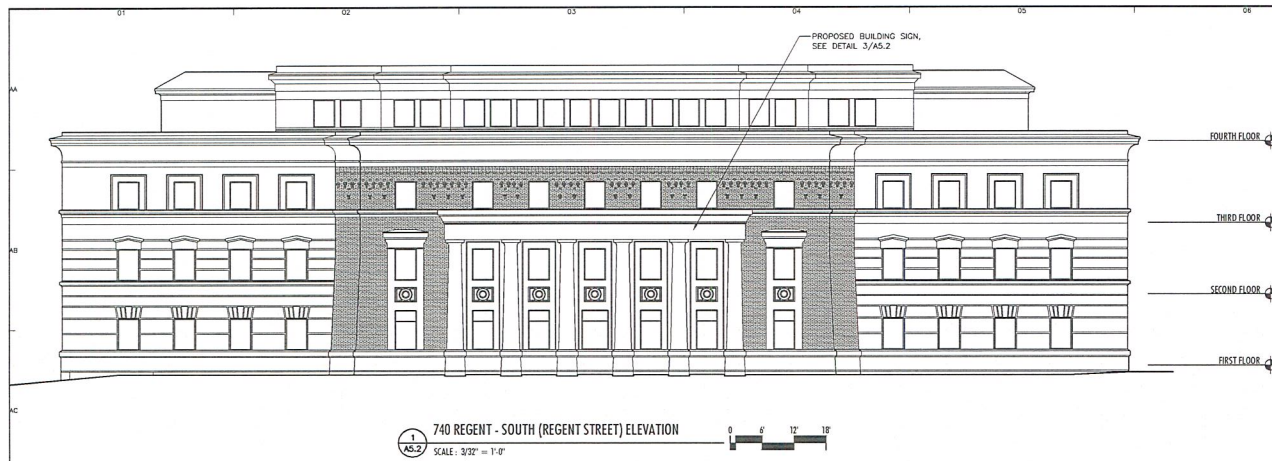 01 02 03 04 05 06
PROPOSED BUILDING SIGN,
SEE DETAIL 3/A5.2
AA
FOURTH FLOOR
THIRD FLOOR
AB
SECOND FLOOR
FIRST FLOOR
AC
1
A5.2
740 REGENT - SOUTH (REGENT STREET) ELEVATION
SCALE: 3/32" = 1'-0"
0 6' 12' 18'